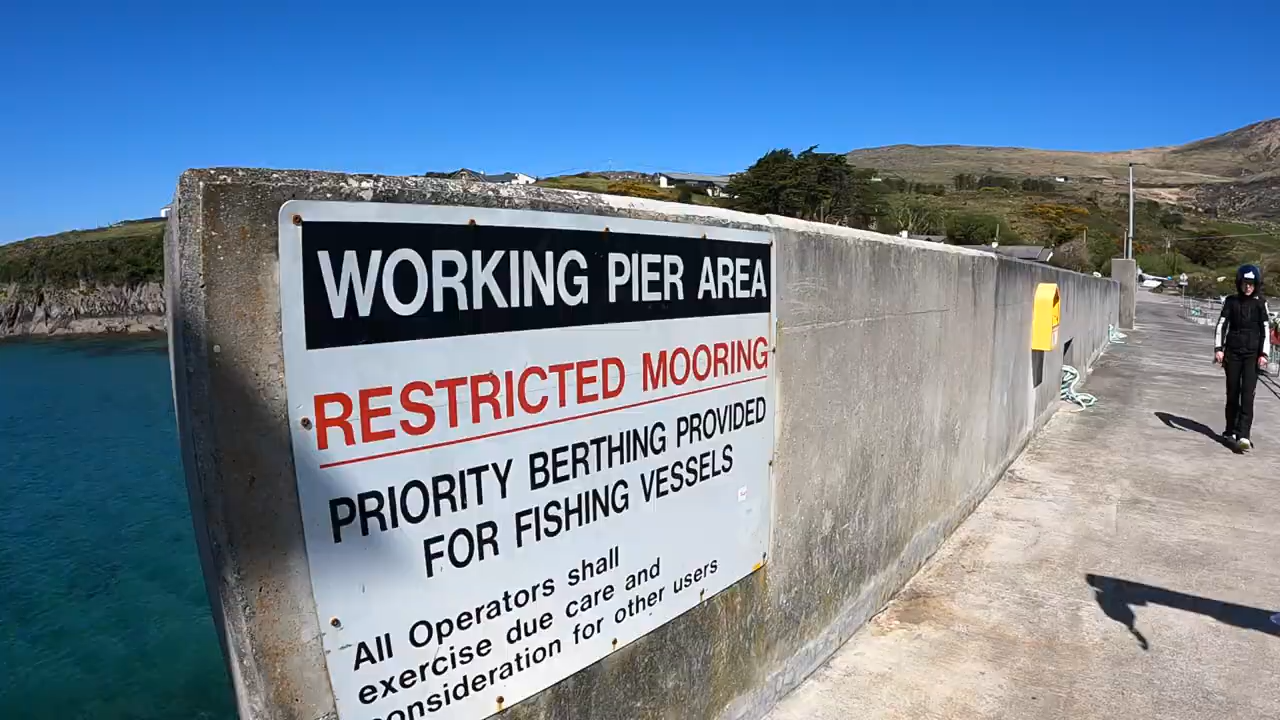 WORKING PIER AREA
RESTRICTED MOORING
PRIORITY BERTHING PROVIDED
FOR FISHING VESSELS
All Operators shall
exercise due care and
consideration for other users